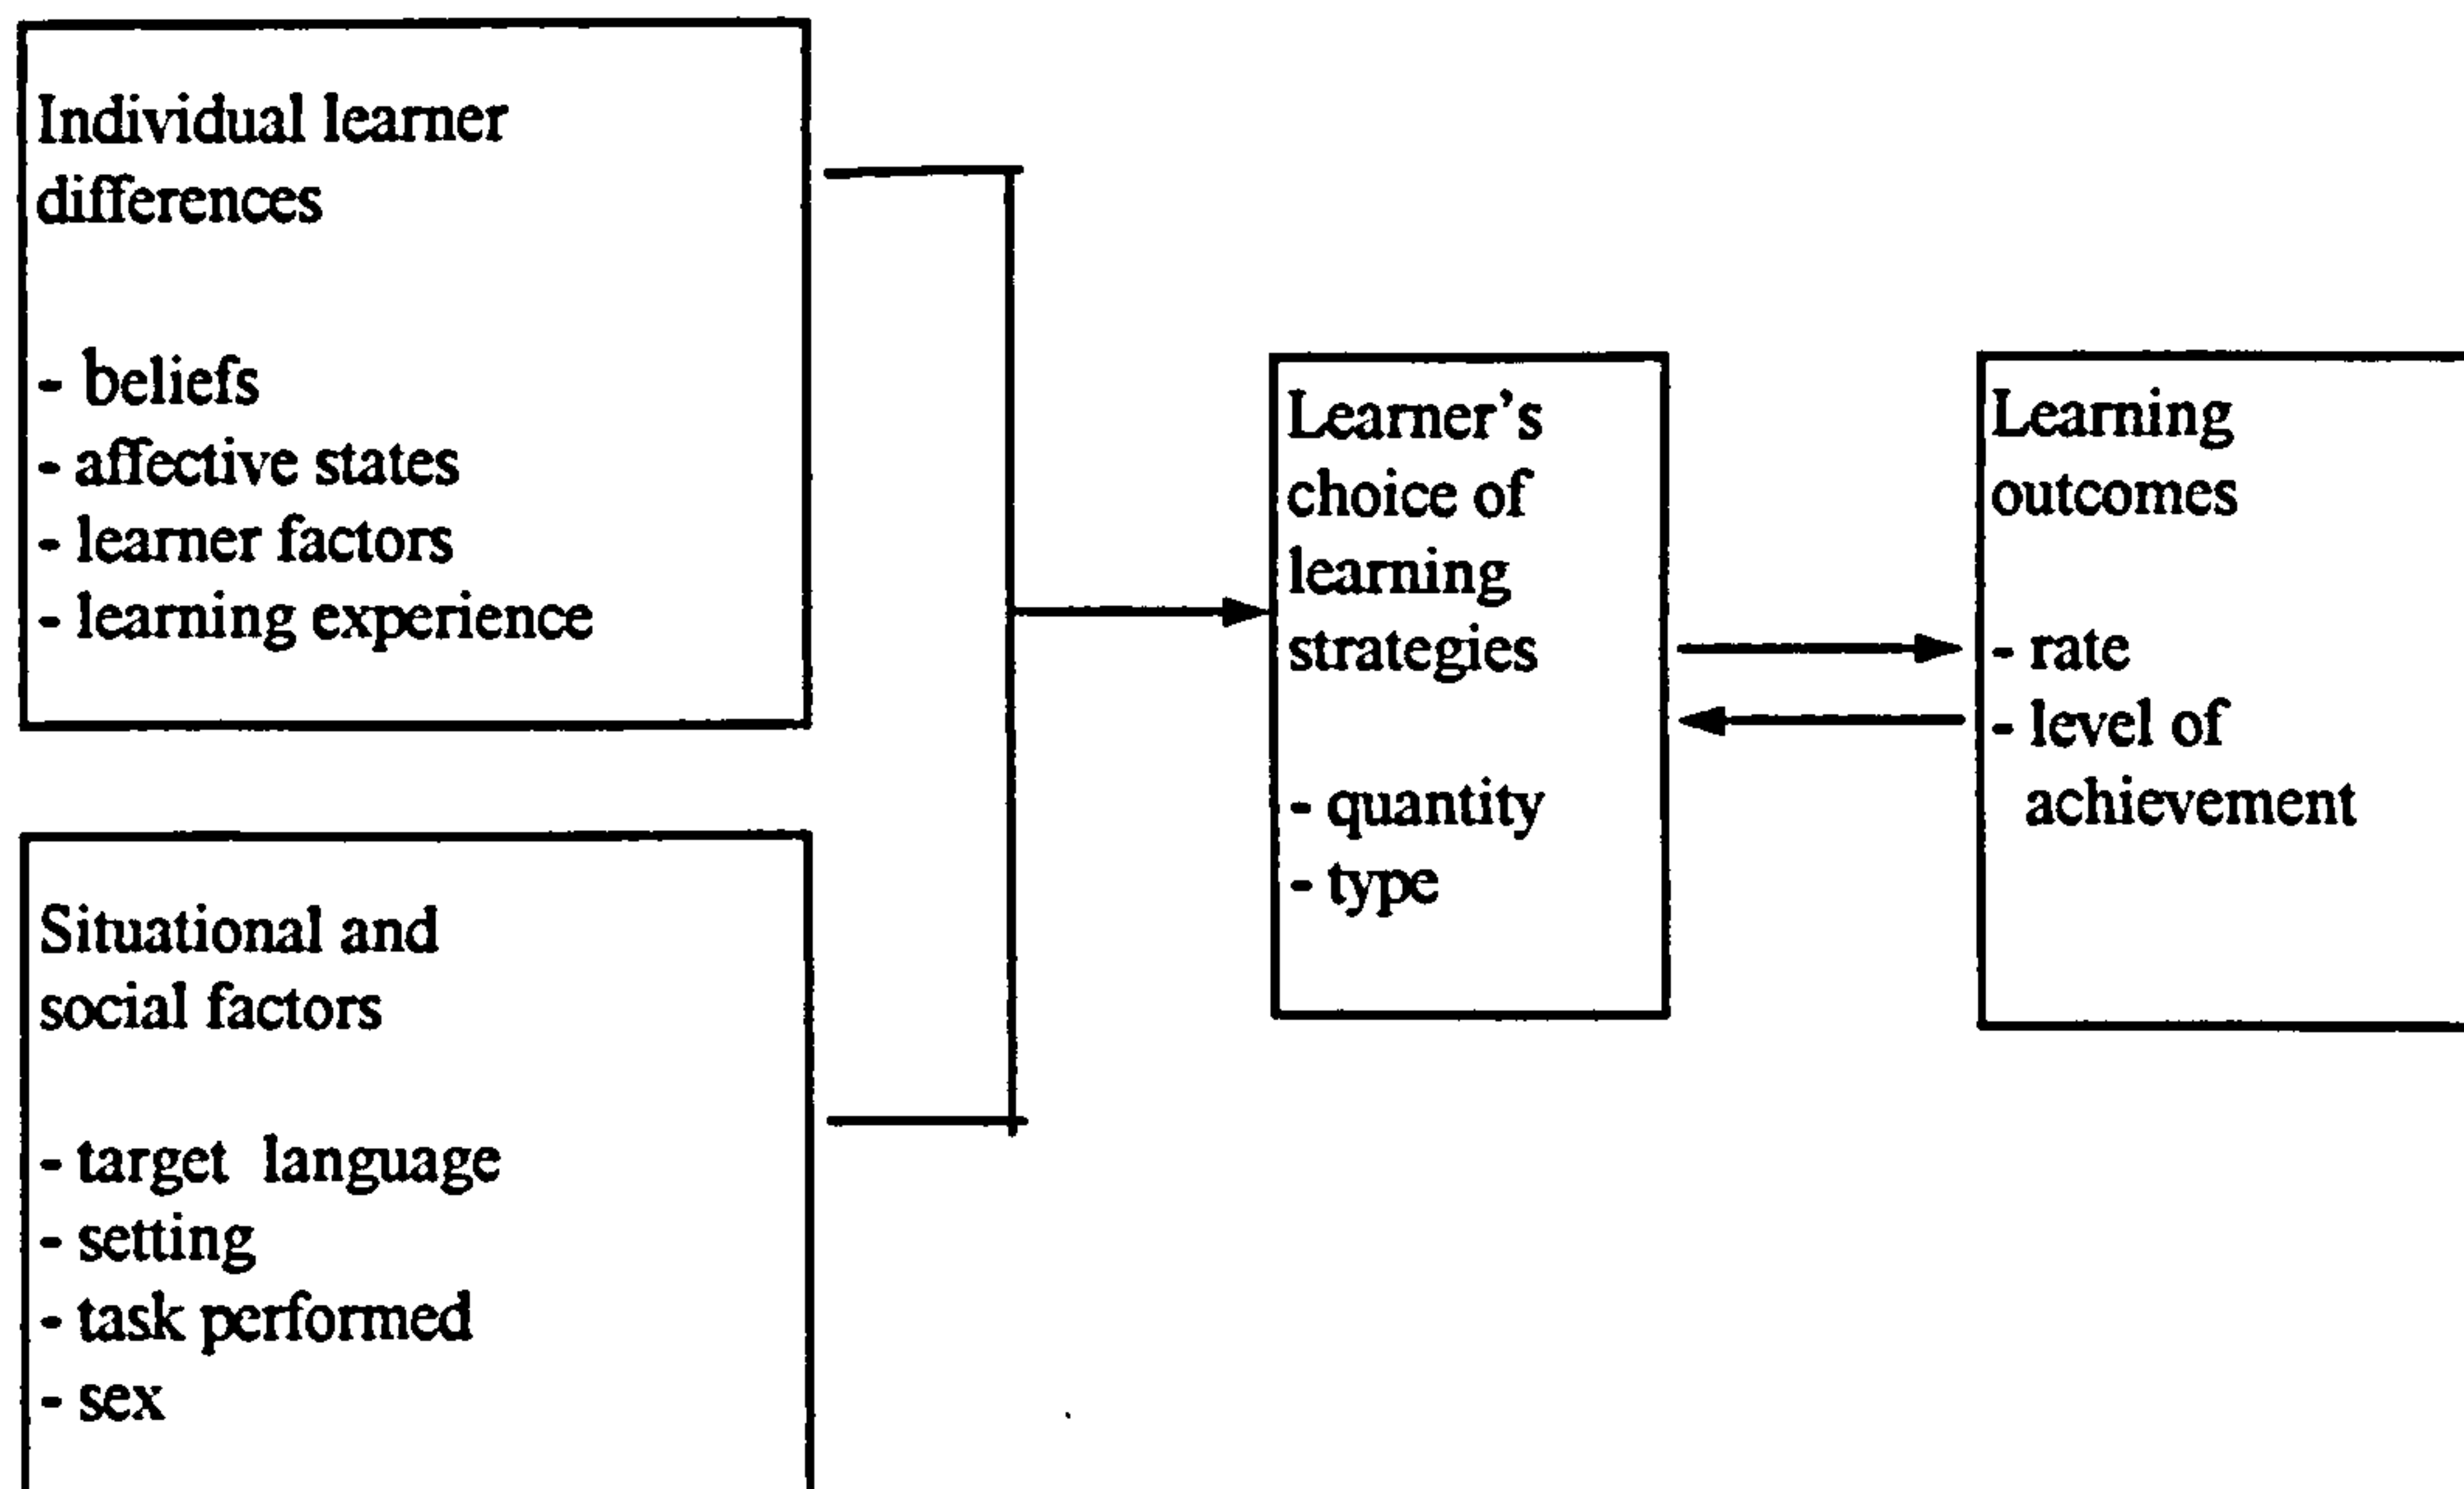 Individual learner
differences
- beliefs
- affective states
- learner factors
- learning experience
Situational and
social factors
- target language
- setting
- task performed
- sex
Learner's
choice of
learning
strategies
- quantity
- type
Learning
outcomes
- rate
- level of
achievement